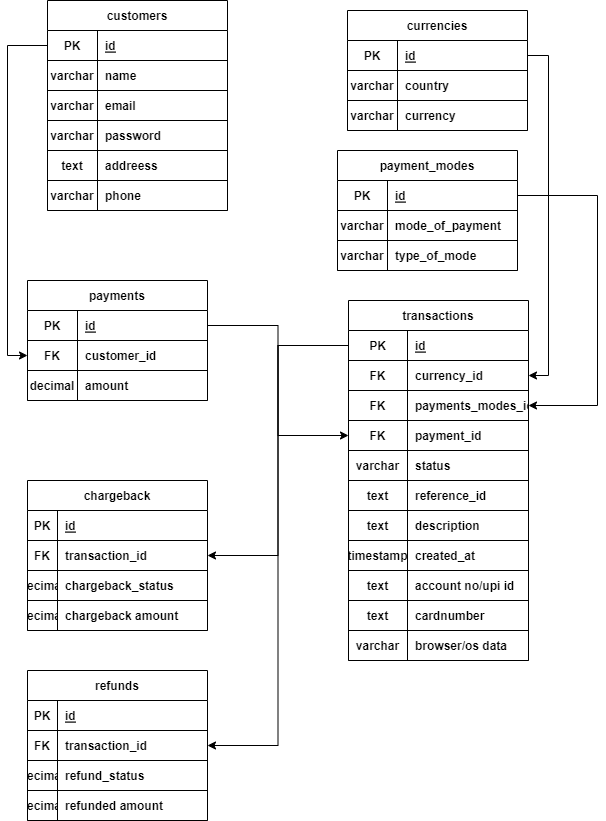 customers
PK id
varchar name
varchar email
varchar password
text addreess
varchar phone
currencies
PK id
varchar country
varchar currency
payment_modes
PK id
varchar mode_of_payment
varchar type_of_mode
payments
PK id
FK customer_id
decimal amount
transactions
PK id
FK currency_id
FK payments_modes_i
FK payment_id
varchar status
text reference_id
text description
timestamp created_at
text account no/upi id
text cardnumber
varchar browser/os data
chargeback
PK id
FK transaction_id
ecima chargeback_status
ecima chargeback amount
refunds
PK id
FK transaction_id
ecima refund_status
ecima refunded amount